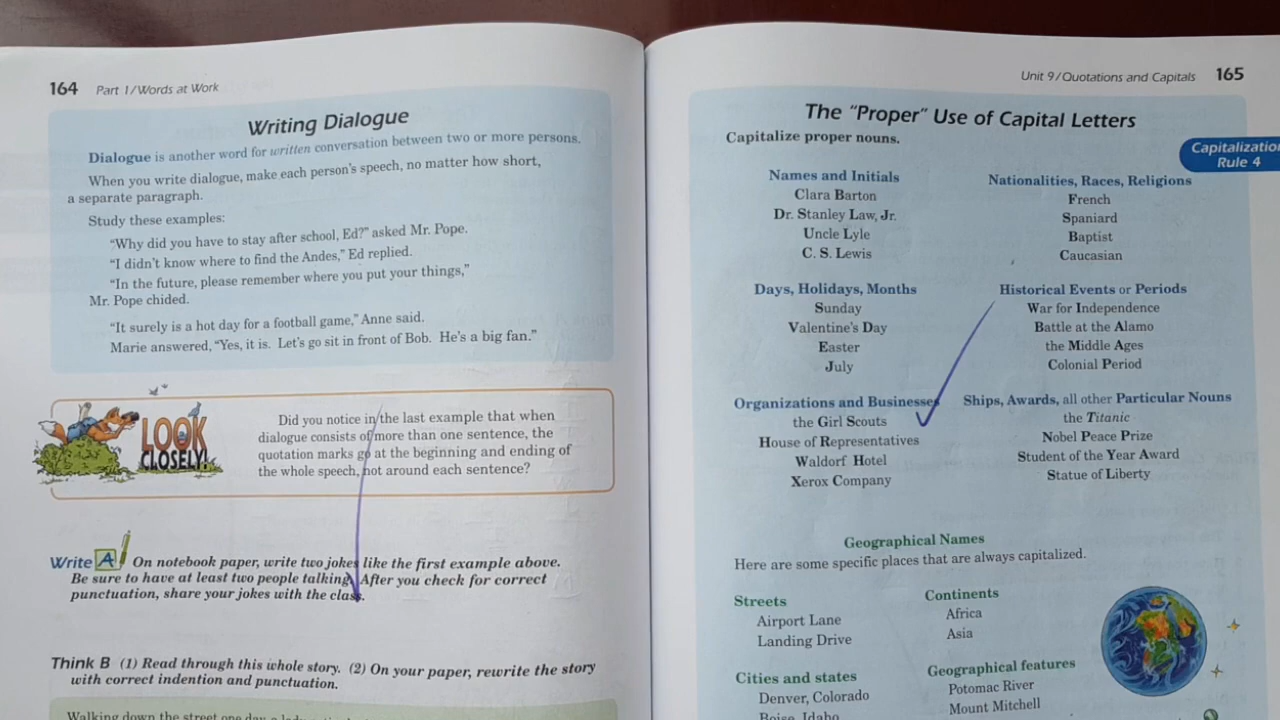 164 Part 1/Words at Work
Writing Dialogue
Dialogue is another word for written conversation between two or more persons.
When you write dialogue, make each person's speech, no matter how short,
a separate paragraph.
Study these examples:
"Why did you have to stay after school, Ed?" asked Mr. Pope.
"I didn't know where to find the Andes," Ed replied.
"In the future, please remember where you put your things,"
Mr. Pope chided.
"It surely is a hot day for a football game," Anne said.
Marie answered, "Yes, it is. Let's go sit in front of Bob. He's a big fan."
LOOK
CLOSELY!
Did you notice in the last example that when
dialogue consists of more than one sentence, the
quotation marks go at the beginning and ending of
the whole speech, not around each sentence?
Write A On notebook paper, write two jokes like the first example above.
Be sure to have at least two people talking. After you check for correct
punctuation, share your jokes with the class.
Think B (1) Read through this whole story. (2) On your paper, rewrite the story
with correct indention and punctuation.
Walking down the street one day a lady
Unit 9/Quotations and Capitals 165
The "Proper" Use of Capital Letters
Capitalize proper nouns.
Capitalization
Rule 4
Names and Initials
Clara Barton
Dr. Stanley Law, Jr.
Uncle Lyle
C. S. Lewis
Nationalities, Races, Religions
French
Spaniard
Baptist
Caucasian
Days, Holidays, Months
Sunday
Valentine's Day
Easter
July
Historical Events or Periods
War for Independence
Battle at the Alamo
the Middle Ages
Colonial Period
Organizations and Businesses
the Girl Scouts
House of Representatives
Waldorf Hotel
Xerox Company
Ships, Awards, all other Particular Nouns
the Titanic
Nobel Peace Prize
Student of the Year Award
Statue of Liberty
Geographical Names
Here are some specific places that are always capitalized.
Streets
Airport Lane
Landing Drive
Continents
Africa
Asia
Cities and states
Denver, Colorado
Boise, Idaho
Geographical features
Potomac River
Mount Mitchell